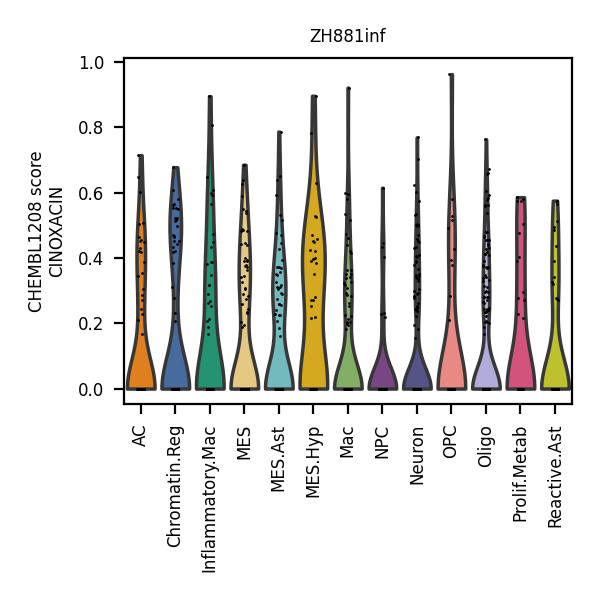 ZH881inf
CHEMBL1208 score
CINOXACIN
1.0
0.8
0.6
0.4
0.2
0.0
AC
Chromatin.Reg
Inflammatory.Mac
MES
MES.Ast
MES.Hyp
Mac
NPC
Neuron
OPC
Oligo
Prolif.Metab
Reactive.Ast